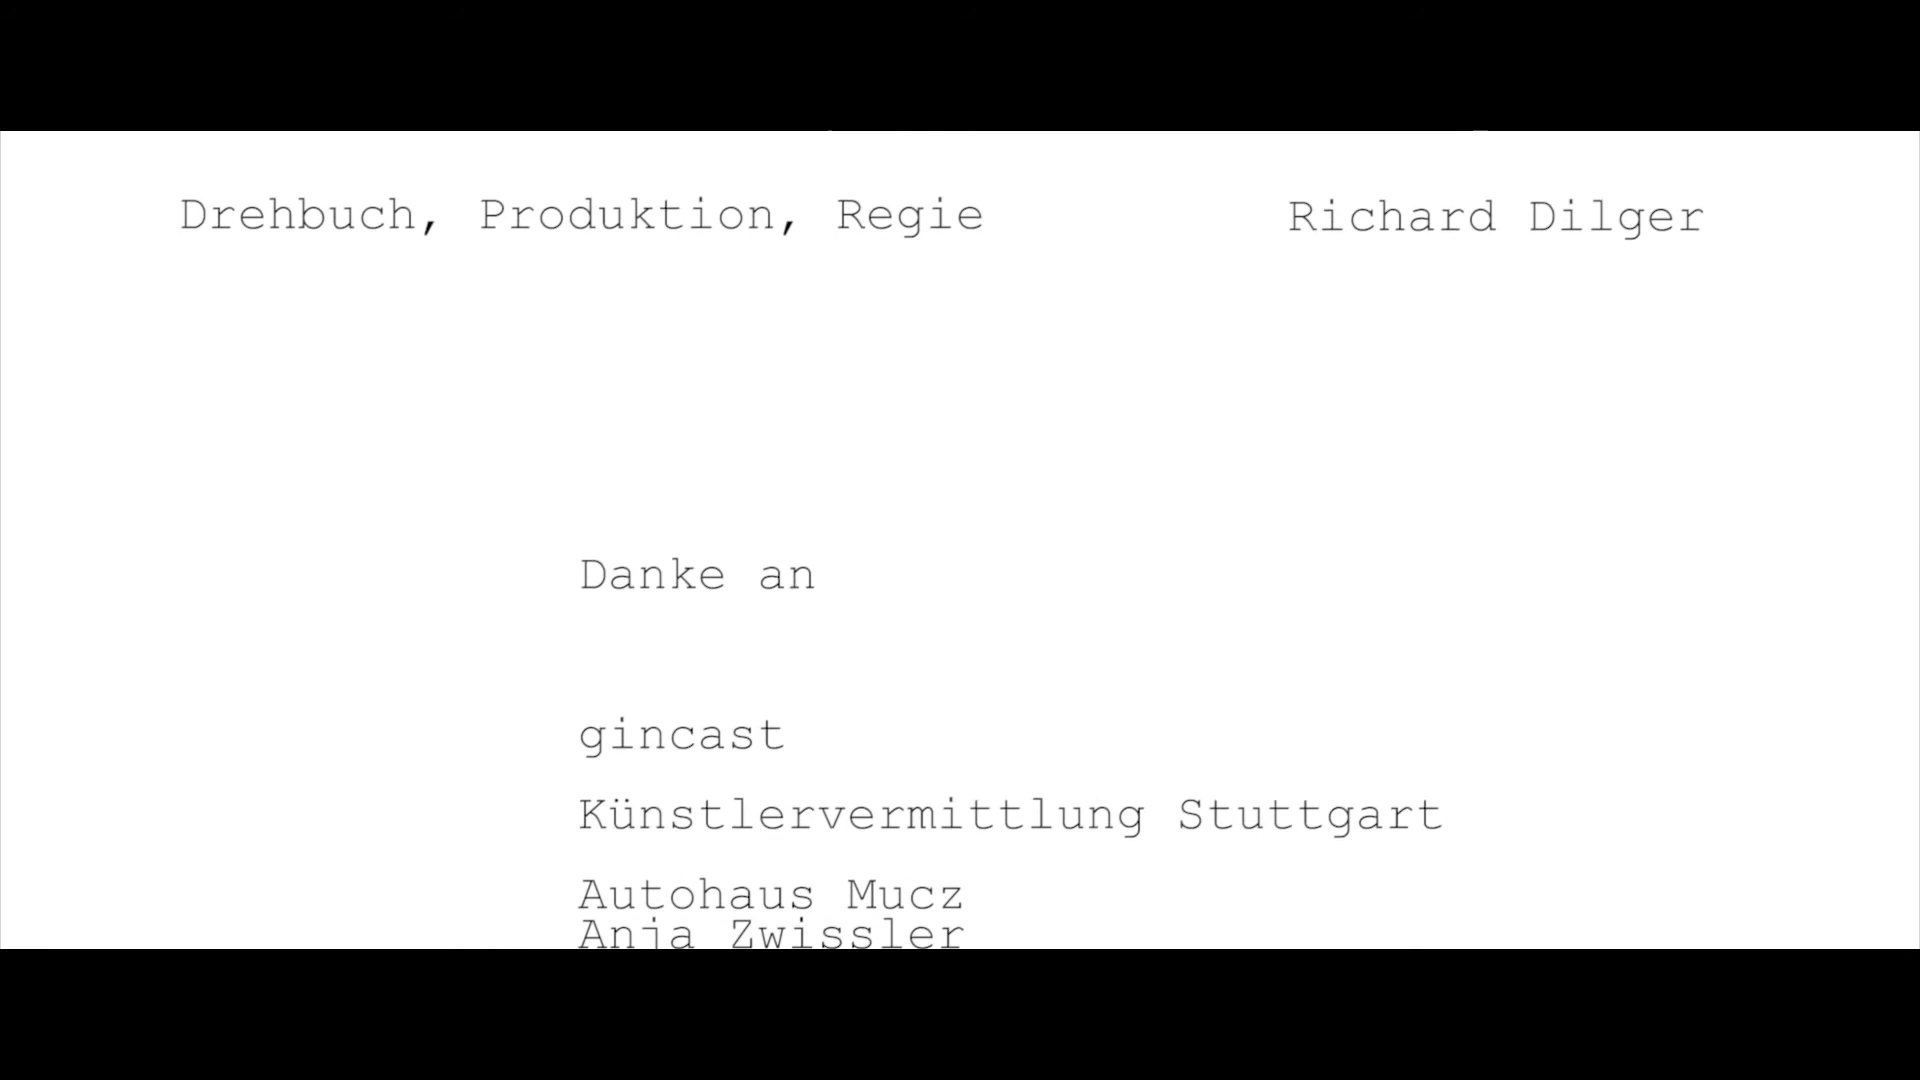 Drehbuch, Produktion, Regie Richard Dilger
Danke an
gincast
Künstlervermittlung Stuttgart
Autohaus Mucz
Anja Zwissler